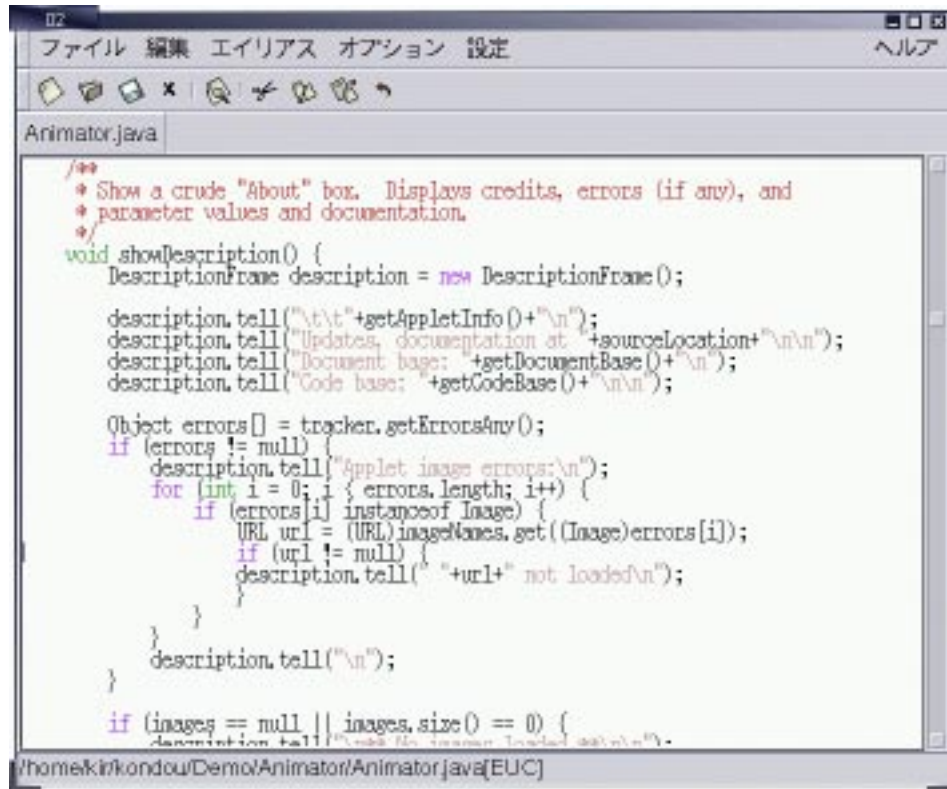 02
ファイル 編集 エイリアス オプション 設定 ヘルプ
Animator.java
/**
* Show a crude "About" box.  Displays credits, errors (if any), and
* parameter values and documentation.
*/
void showDescription() {
DescriptionFrame description = new DescriptionFrame();
description.tell("\t\t"+getAppletInfo()+"\n");
description.tell("Updates, documentation at "+sourceLocation+"\n\n");
description.tell("Document base: "+getDocumentBase()+"\n");
description.tell("Code base: "+getCodeBase()+"\n\n");
Object errors[] = tracker.getErrorsAny();
if (errors != null) {
description.tell("Applet image errors:\n");
for (int i = 0; i < errors.length; i++) {
if (errors[i] instanceof Image) {
URL url = (URL)imageNames.get((Image)errors[i]);
if (url != null) {
description.tell(" "+url+" not loaded\n");
}
}
}
description.tell("\n");
}
if (images == null || images.size() == 0) {
description.tell("\n** No images loaded **\n\n");
/home/kir/kondou/Demo/Animator/Animator.java[EUC]